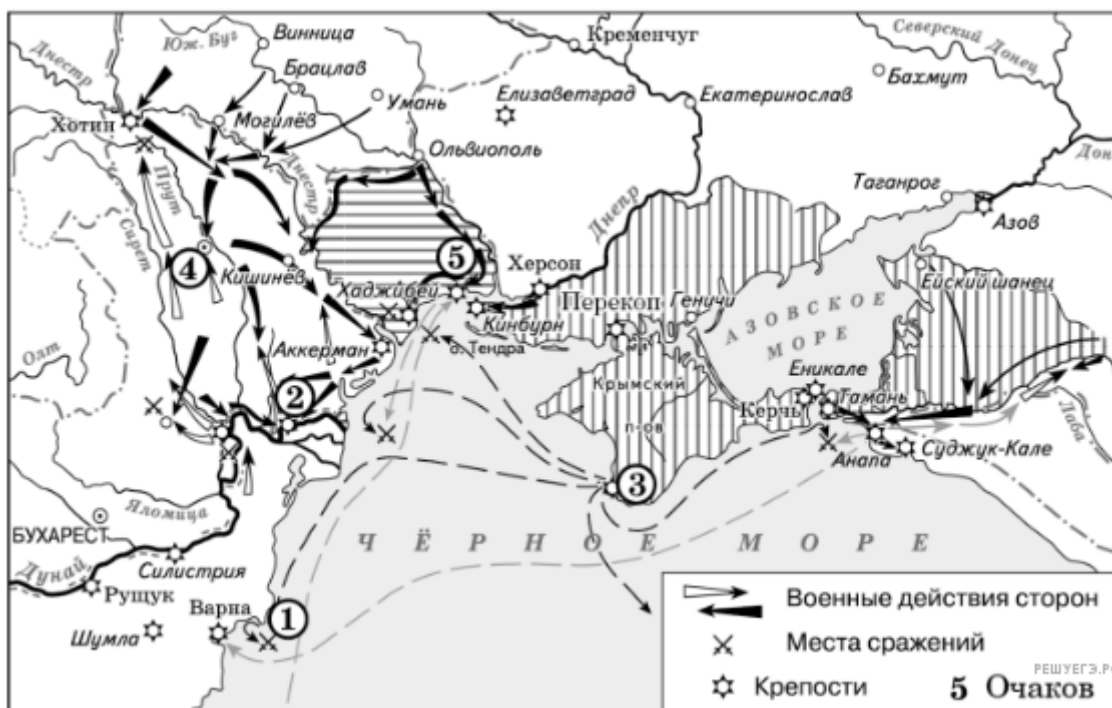 Винница
Юж. Буг
Кременчуг
Северский Донец
Днестр
Брацлав
Бахмут
Умань
Елизаветград
Екатеринослав
Хотин
Могилёв
Ольвиополь
Днестр
Дон
Прут
Днепр
Таганрог
Азов
Сирет
4
5
Херсон
Кишинёв
Хаджибей
Перекоп
Геничи
Ейский шанец
Кинбурн
АЗОВСКОЕ
МОРЕ
Олт
Аккерман
о. Тендра
Крымский
п-ов
Еникале
2
Керчь
Тамань
Лаба
Анапа
Суджук-Кале
3
Яломица
БУХАРЕСТ
ЧЁРНОЕ МОРЕ
Дунай
Силистрия
Рущук
Варна
1
Шумла
Военные действия сторон
Места сражений
РЕШУЕГЭ.РФ
Крепости
5 Очаков